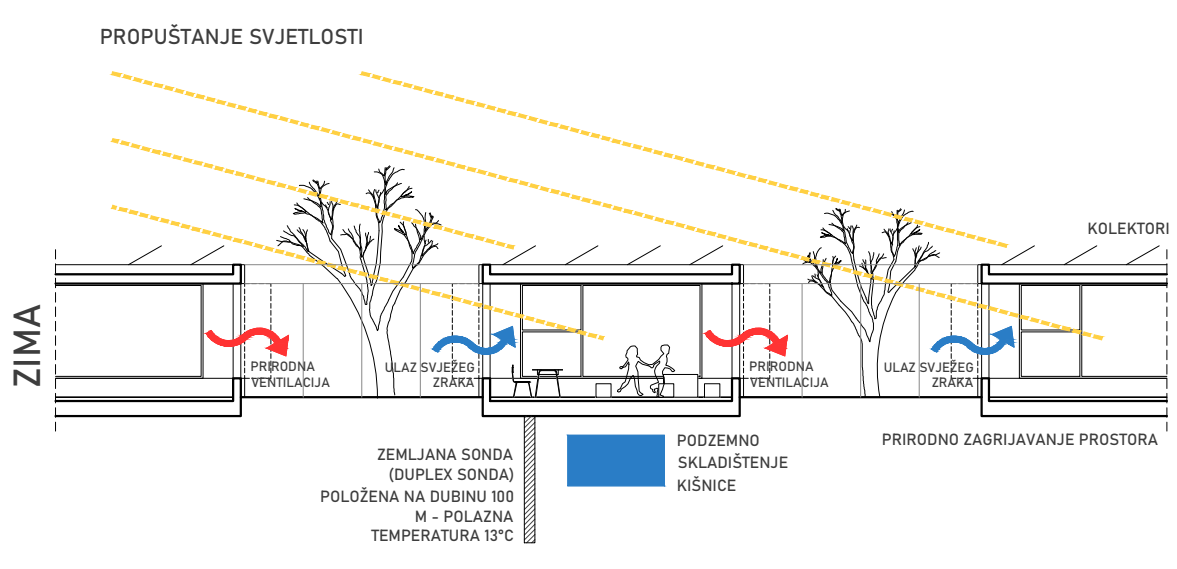 PROPUŠTANJE SVJETLOSTI
KOLEKTORI
ZIMA
PRIRODNA
VENTILACIJA
ULAZ SVJEŽEG
ZRAKA
PRIRODNA
VENTILACIJA
ULAZ SVJEŽEG
ZRAKA
PRIRODNO ZAGRIJAVANJE PROSTORA
ZEMLJANA SONDA
(DUPLEX SONDA)
POLOŽENA NA DUBINU 100
M - POLAZNA
TEMPERATURA 13°C
PODZEMNO
SKLADIŠTENJE
KIŠNICE